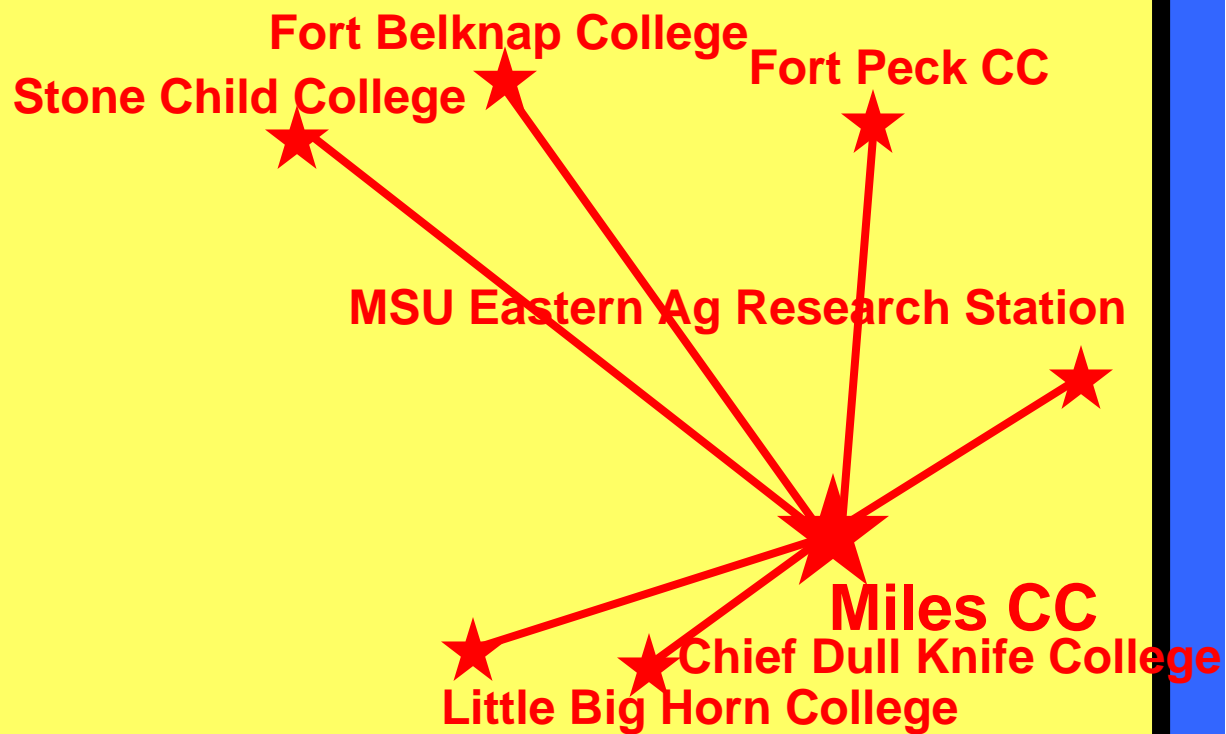 Fort Belknap College
Fort Peck CC
Stone Child College
MSU Eastern Ag Research Station
Miles CC
Chief Dull Knife College
Little Big Horn College